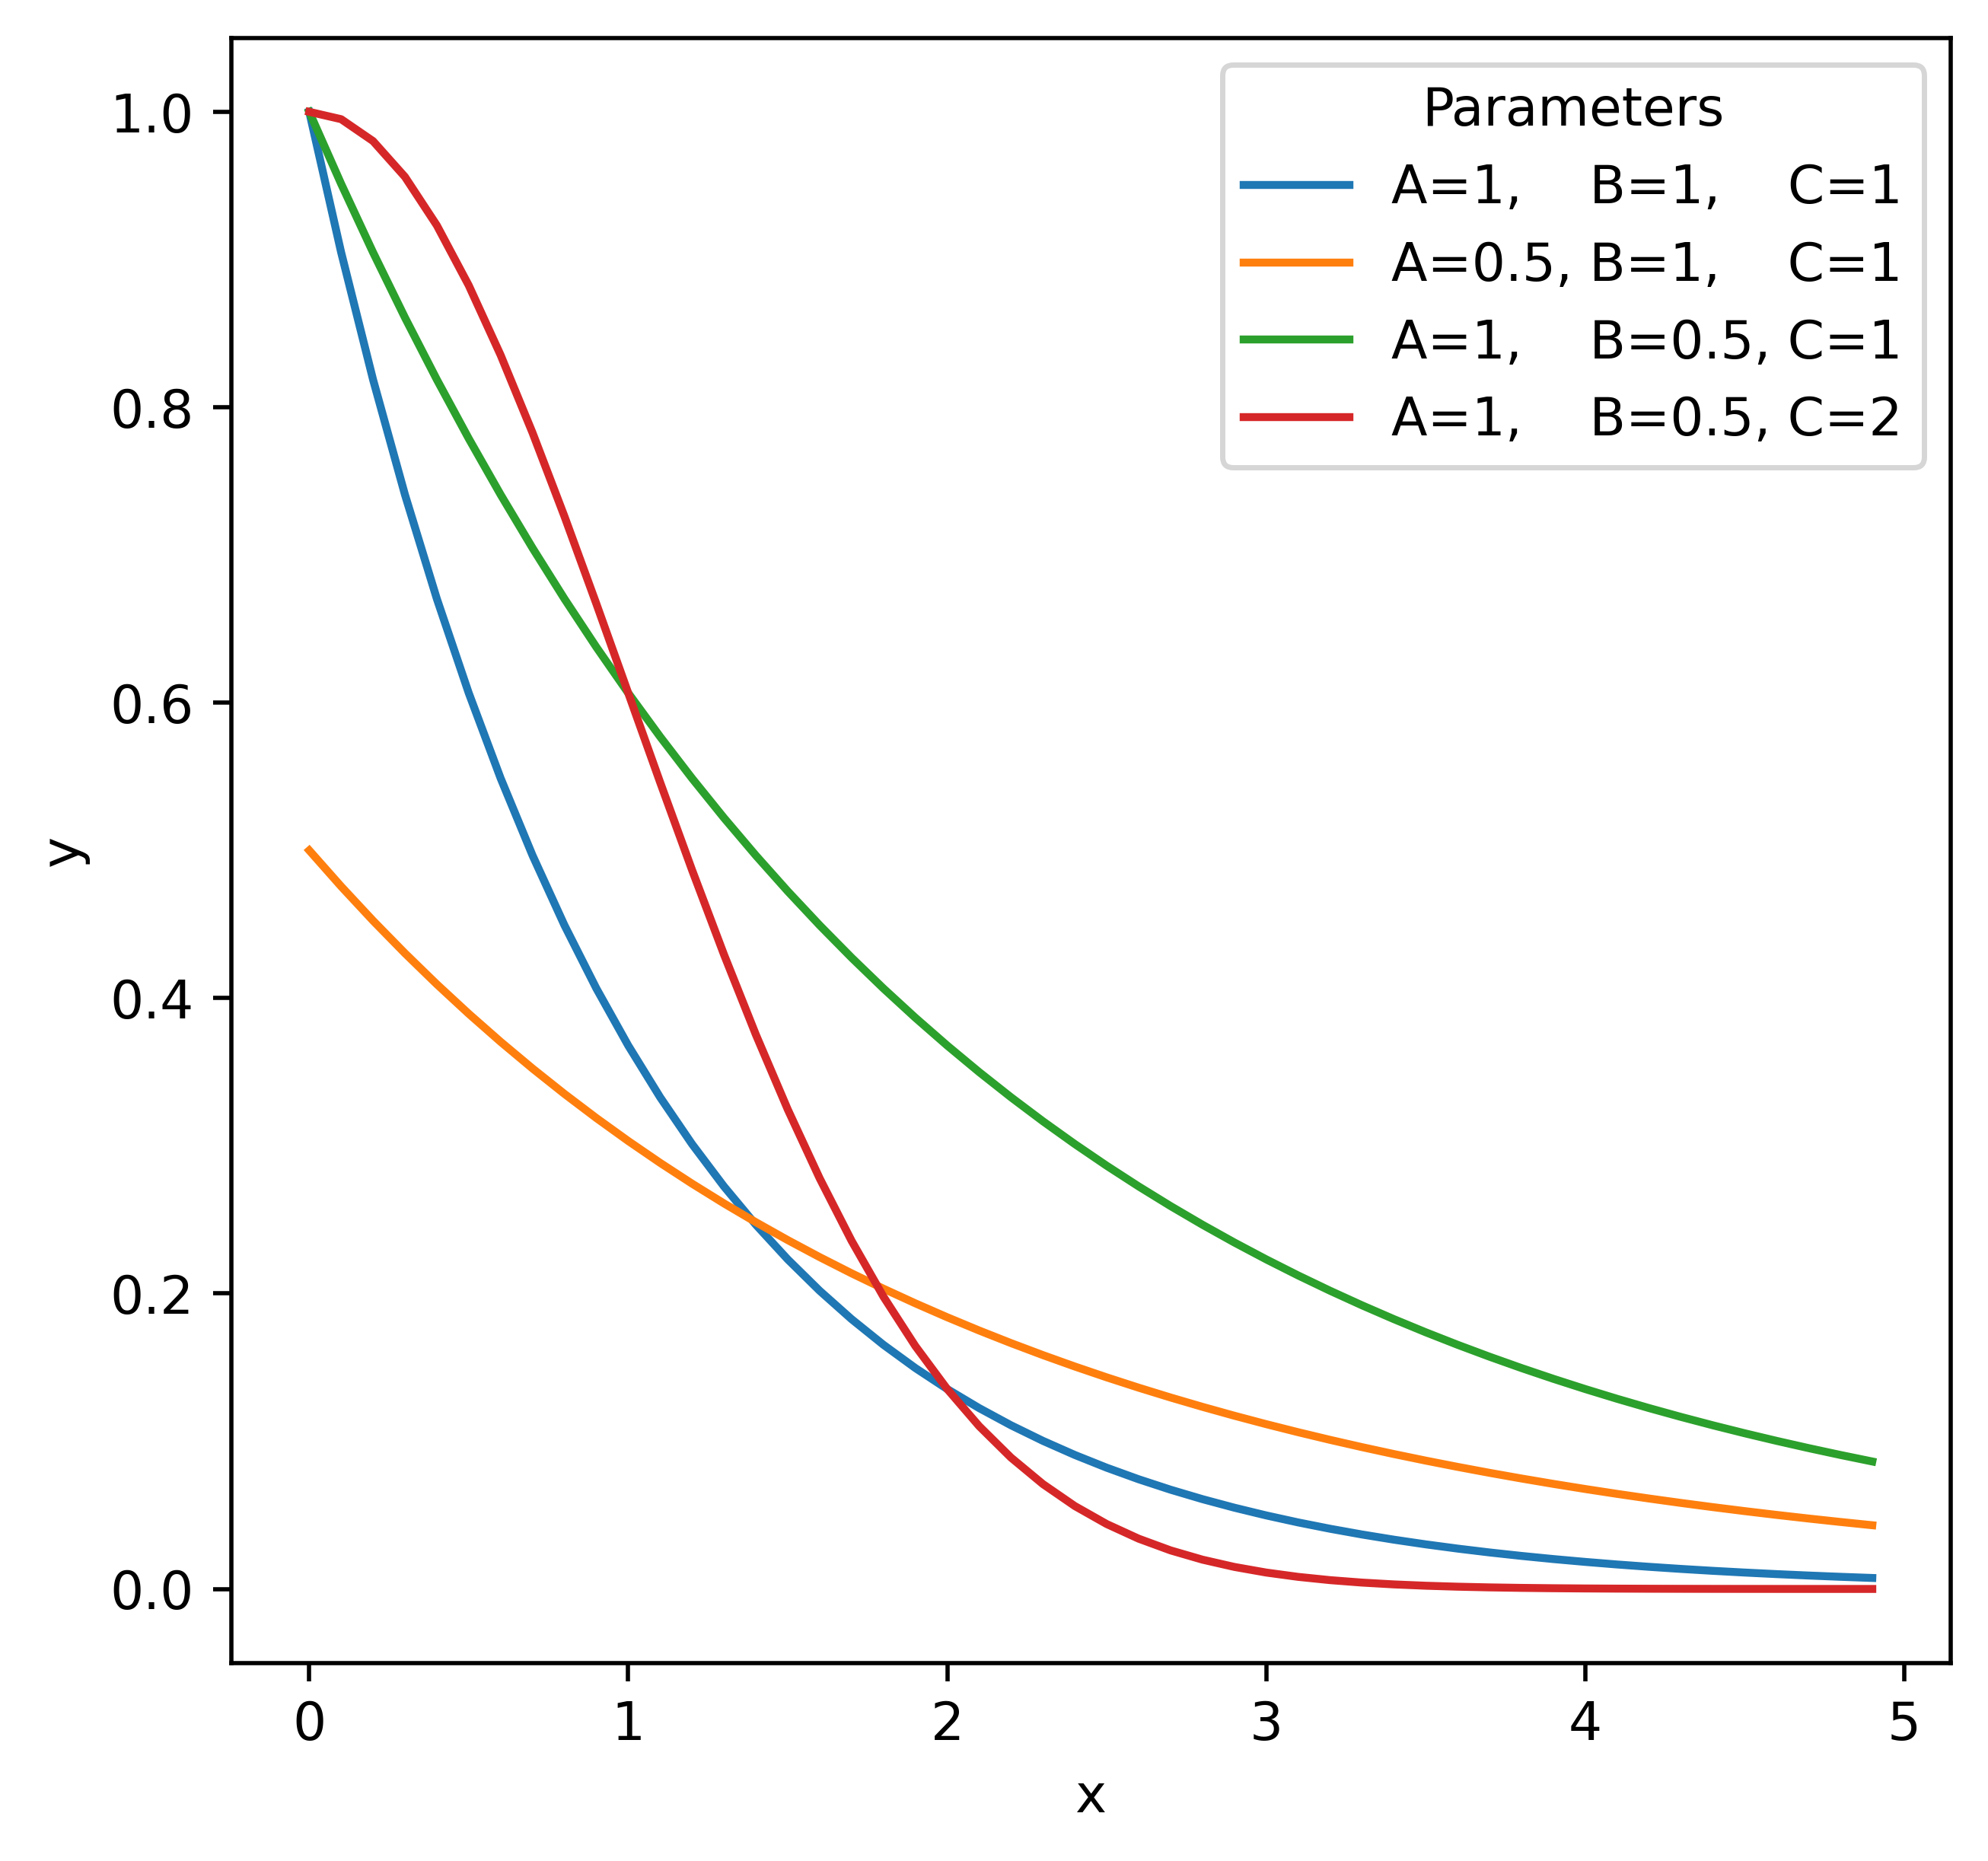 Parameters
A=1, B=1, C=1
A=0.5, B=1, C=1
A=1, B=0.5, C=1
A=1, B=0.5, C=2
1.0
0.8
0.6
0.4
0.2
0.0
y
0 1 2 3 4 5
x